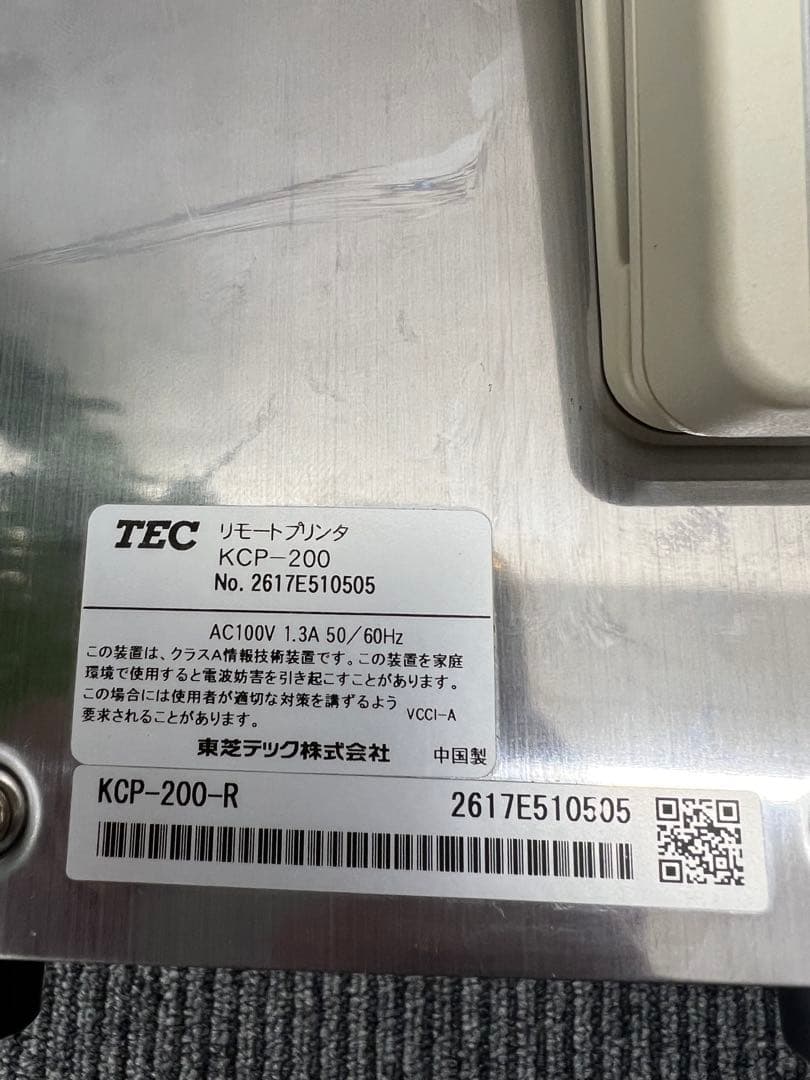 TEC リモートプリンタ
KCP-200
No. 2617E510505
AC100V 1.3A 50/60Hz
この装置は、クラスA情報技術装置です。この装置を家庭
環境で使用すると電波妨害を引き起こすことがあります。
この場合には使用者が適切な対策を講ずるよう
要求されることがあります。 VCCI-A
東芝テック株式会社 中国製
KCP-200-R 2617E510505